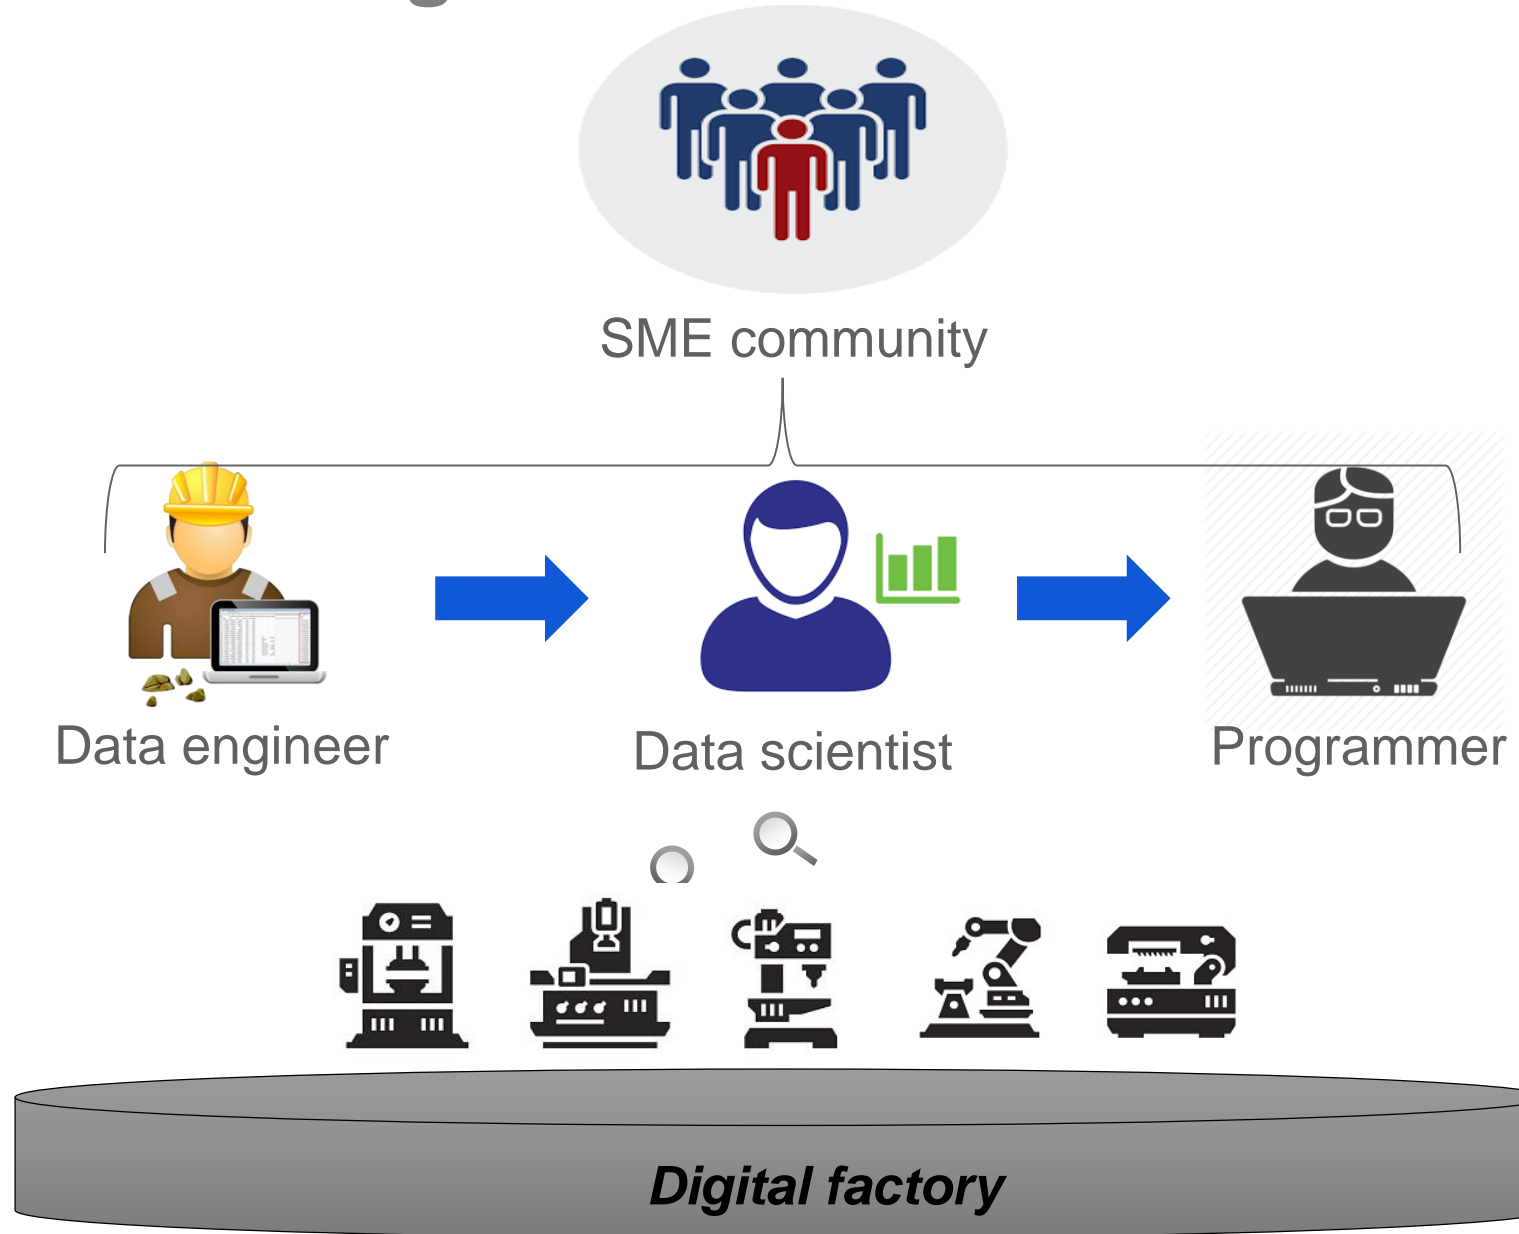 SME community
Data engineer
Data scientist
Programmer
Digital factory